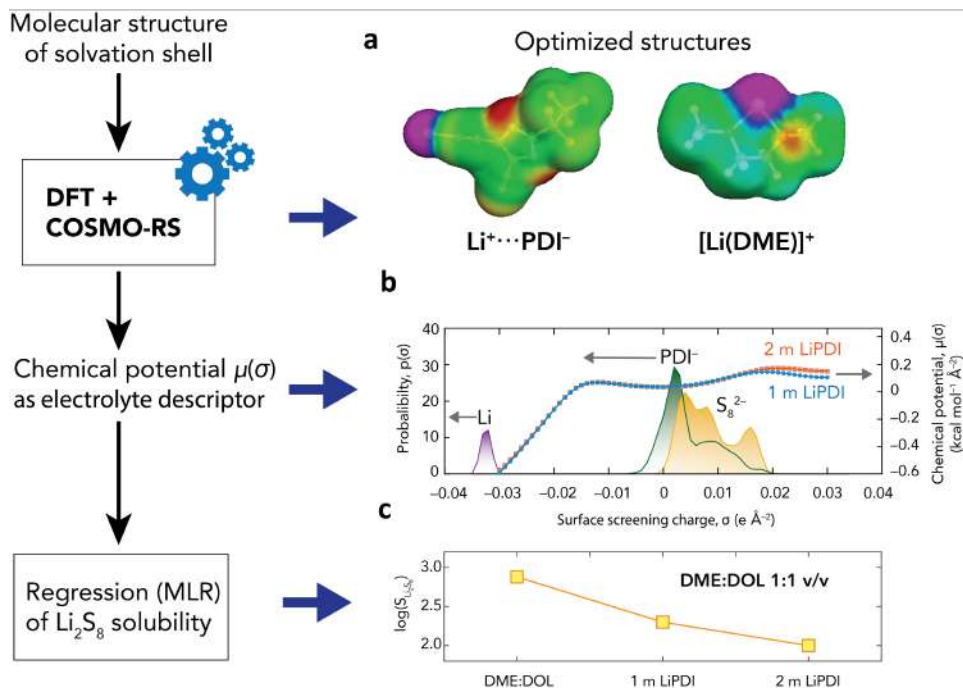 Molecular structure
of solvation shell
DFT +
COSMO-RS
Chemical potential μ(σ)
as electrolyte descriptor
Regression (MLR)
of Li₂S₈ solubility
a
Optimized structures
Li⁺···PDI⁻
[Li(DME)]⁺
b
Probability, p(σ)
40
30
20
10
0
Li
PDI⁻
S₈²⁻
2 m LiPDI
1 m LiPDI
0.4
0.2
0
−0.2
−0.4
−0.6
Chemical potential, μ(σ)
(kcal mol⁻¹ Å⁻²)
−0.04 −0.03 −0.02 −0.01 0 0.01 0.02 0.03 0.04
Surface screening charge, σ (e Å⁻²)
c
log(S_Li₂S₈)
3.0
2.5
2.0
DME:DOL 1:1 v/v
DME:DOL 1 m LiPDI 2 m LiPDI